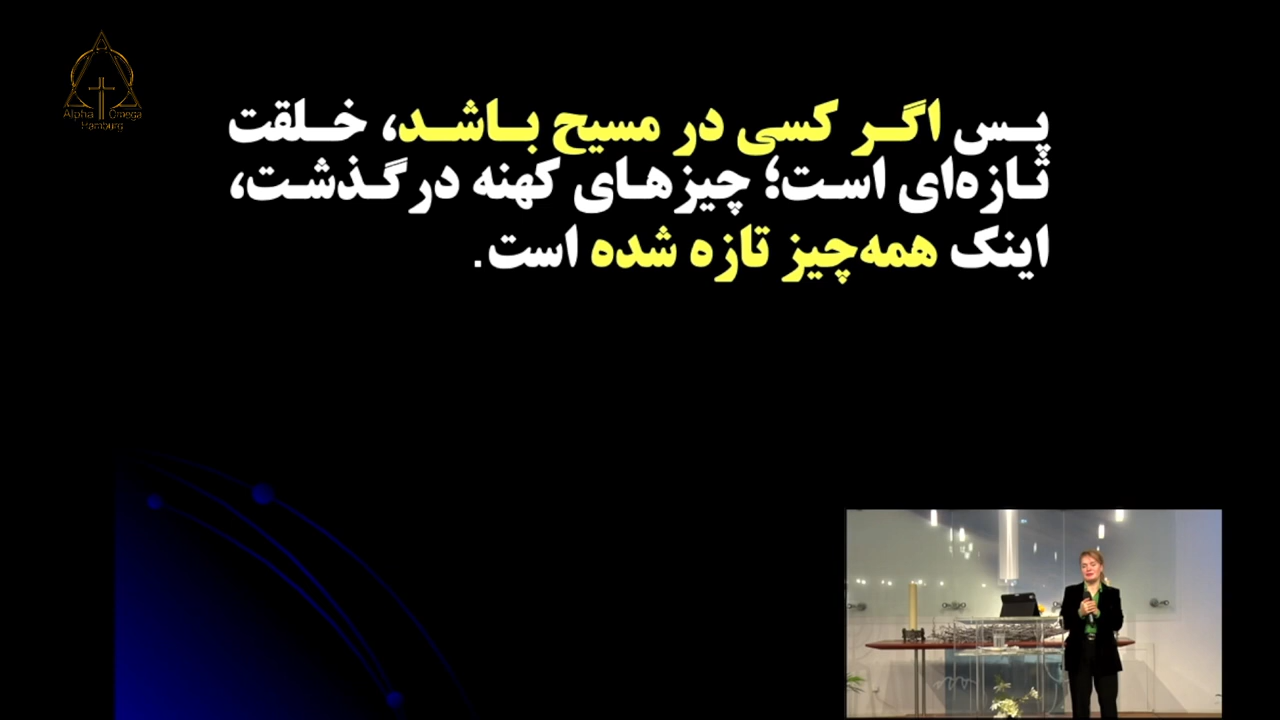 Alpha Omega
Hamburg
پس اگر کسی در مسیح باشد، خلقت
تازه‌ای است؛ چیزهای کهنه درگذشت،
اینک همه‌چیز تازه شده است.